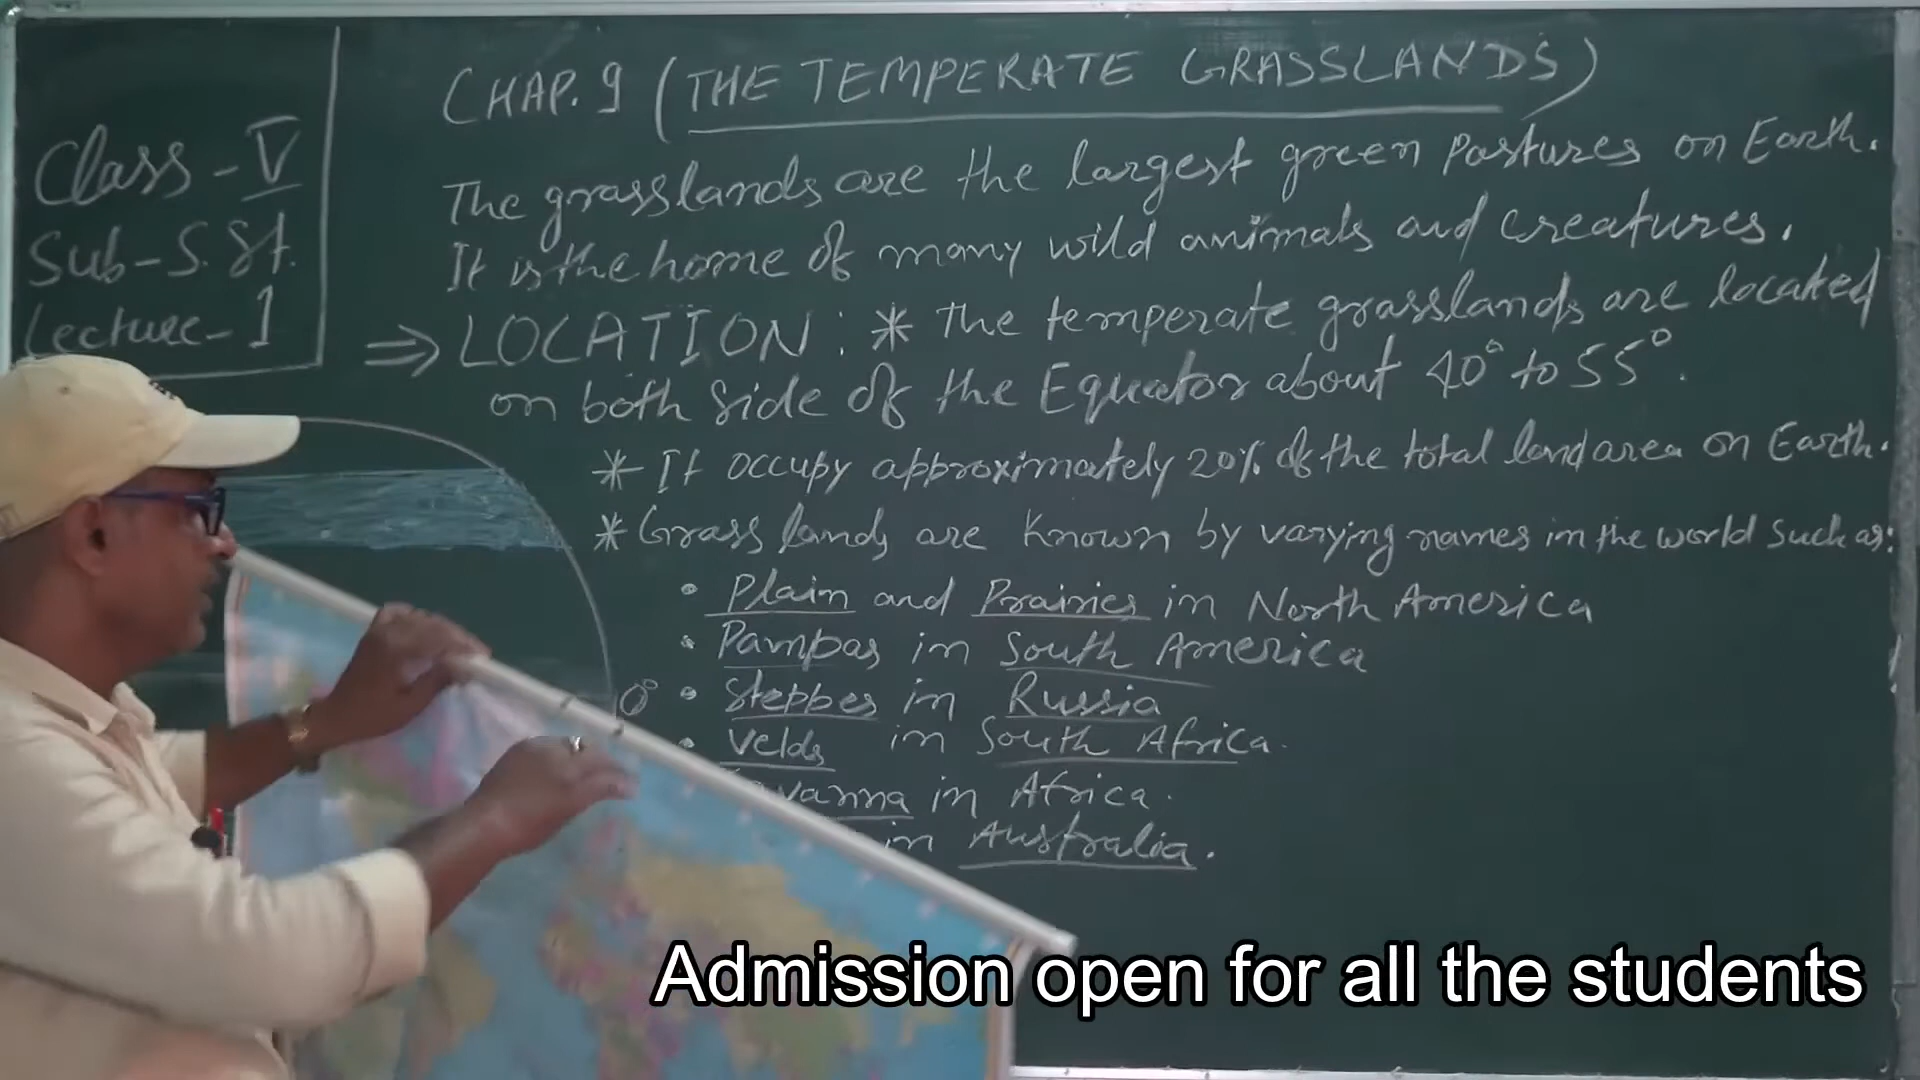 Class - V
Sub - S. St.
Lecture - 1
CHAP. 9 (THE TEMPERATE GRASSLANDS)
The grasslands are the largest green Pastures on Earth.
It is the home of many wild animals and creatures.
⇒ LOCATION : * The temperate grasslands are located
on both side of the Equator about 40° to 55°.
* It occupy approximately 20% of the total land area on Earth.
* Grass lands are known by varying names in the world such as:
• Plain and Prairies in North America
• Pampas in South America
0° • Steppes in Russia
• Velds in South Africa.
in Africa.
in Australia.
Admission open for all the students